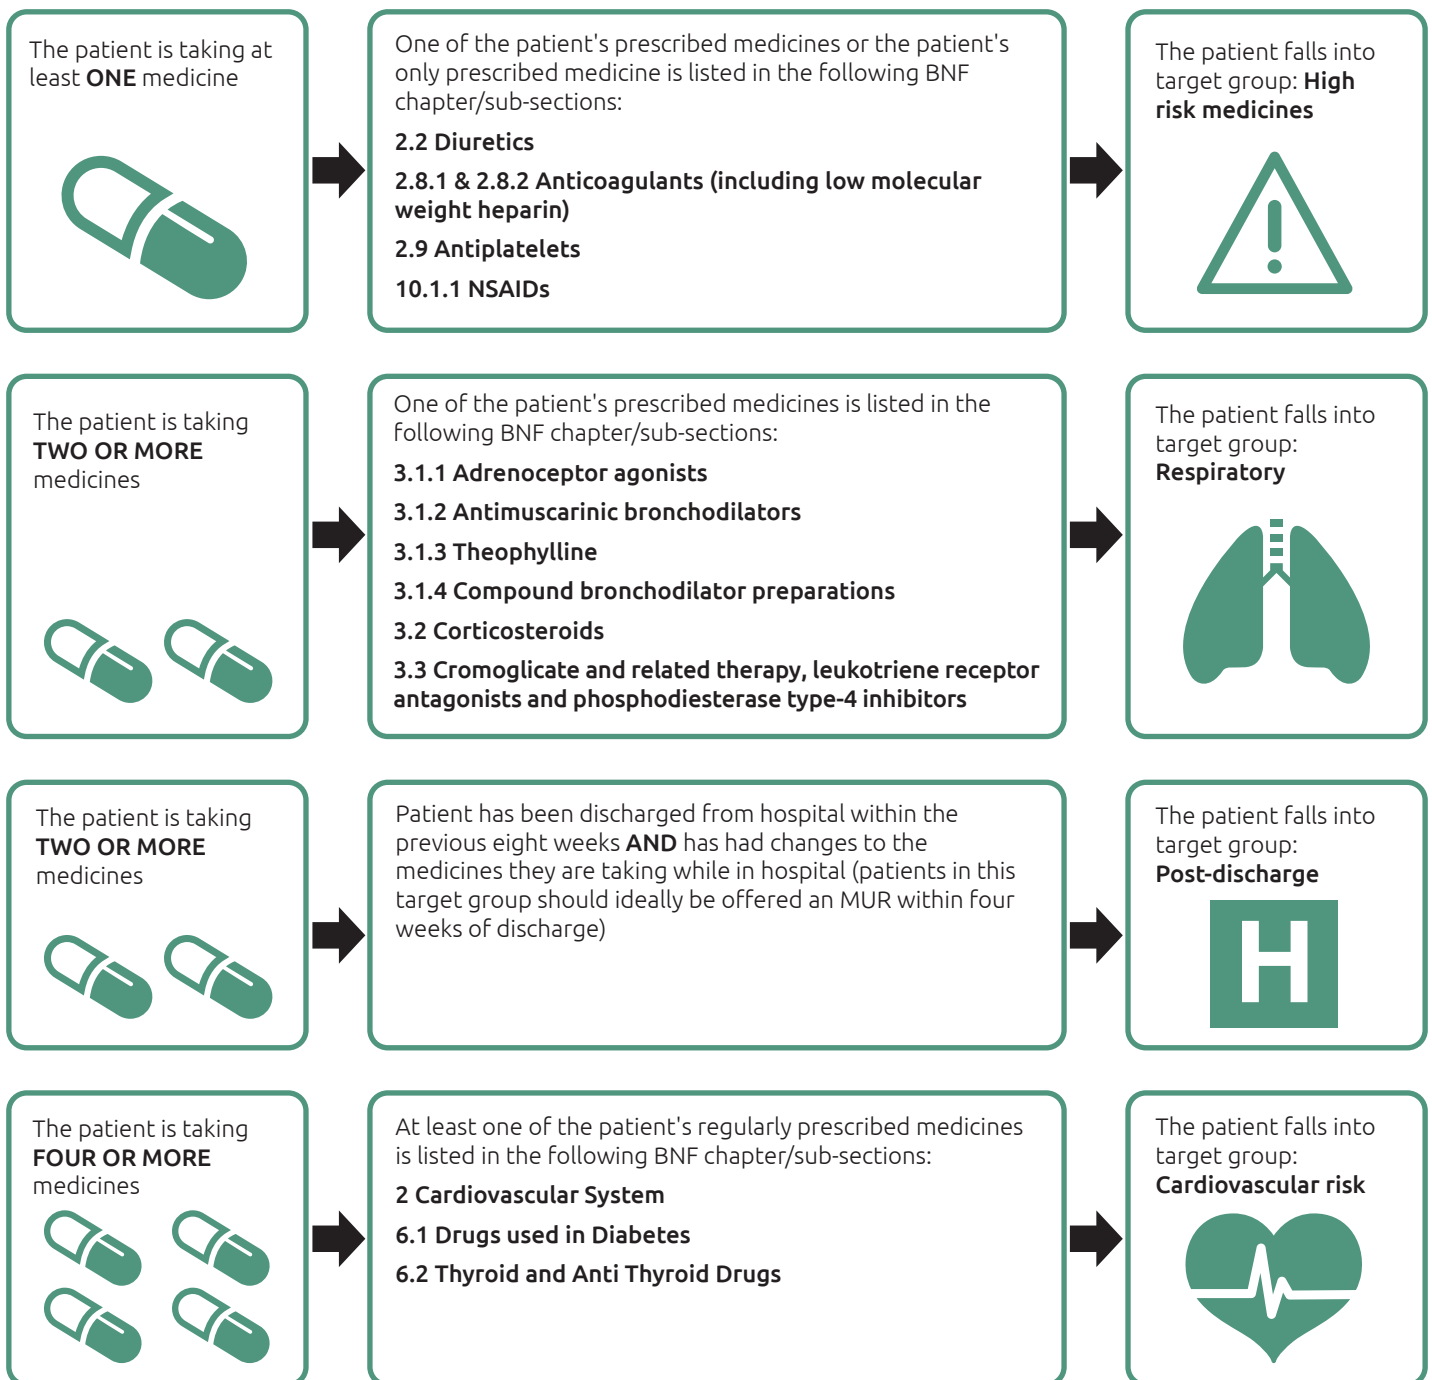 The patient is taking at
least ONE medicine
One of the patient's prescribed medicines or the patient's
only prescribed medicine is listed in the following BNF
chapter/sub-sections:
2.2 Diuretics
2.8.1 & 2.8.2 Anticoagulants (including low molecular
weight heparin)
2.9 Antiplatelets
10.1.1 NSAIDs
The patient falls into
target group: High
risk medicines
The patient is taking
TWO OR MORE
medicines
One of the patient's prescribed medicines is listed in the
following BNF chapter/sub-sections:
3.1.1 Adrenoceptor agonists
3.1.2 Antimuscarinic bronchodilators
3.1.3 Theophylline
3.1.4 Compound bronchodilator preparations
3.2 Corticosteroids
3.3 Cromoglicate and related therapy, leukotriene receptor
antagonists and phosphodiesterase type-4 inhibitors
The patient falls into
target group:
Respiratory
The patient is taking
TWO OR MORE
medicines
Patient has been discharged from hospital within the
previous eight weeks AND has had changes to the
medicines they are taking while in hospital (patients in this
target group should ideally be offered an MUR within four
weeks of discharge)
The patient falls into
target group:
Post-discharge
H
The patient is taking
FOUR OR MORE
medicines
At least one of the patient's regularly prescribed medicines
is listed in the following BNF chapter/sub-sections:
2 Cardiovascular System
6.1 Drugs used in Diabetes
6.2 Thyroid and Anti Thyroid Drugs
The patient falls into
target group:
Cardiovascular risk